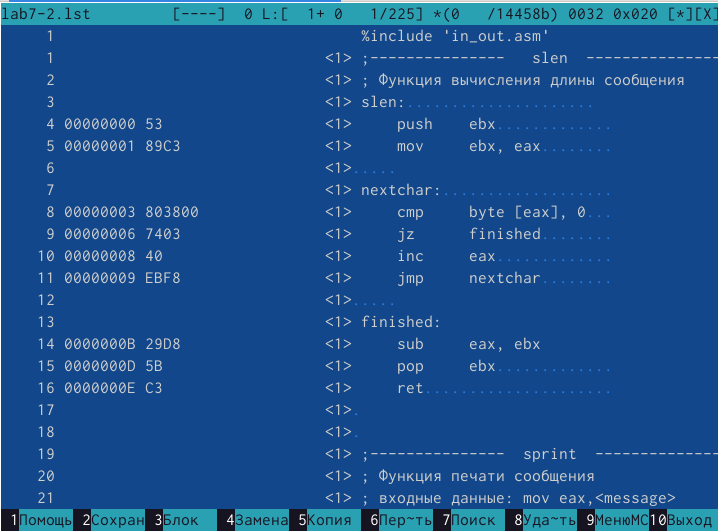 lab7-2.lst         [----]  0 L:[  1+ 0   1/225] *(0   /14458b) 0032 0x020 [*][X]
     1                                  %include 'in_out.asm'
     1                              <1> ;---------------   slen  ---------------
     2                              <1> ; Функция вычисления длины сообщения
     3                              <1> slen:.....................
     4 00000000 53                  <1>     push    ebx.............
     5 00000001 89C3                <1>     mov     ebx, eax........
     6                              <1>.....
     7                              <1> nextchar:...................
     8 00000003 803800              <1>     cmp     byte [eax], 0...
     9 00000006 7403                <1>     jz      finished........
    10 00000008 40                  <1>     inc     eax.............
    11 00000009 EBF8                <1>     jmp     nextchar........
    12                              <1>.....
    13                              <1> finished:
    14 0000000B 29D8                <1>     sub     eax, ebx
    15 0000000D 5B                  <1>     pop     ebx.............
    16 0000000E C3                  <1>     ret.....................
    17                              <1>.
    18                              <1>.
    19                              <1> ;---------------  sprint  --------------
    20                              <1> ; Функция печати сообщения
    21                              <1> ; входные данные: mov eax,<message>
1Помощь 2Сохран 3Блок 4Замена 5Копия 6Пер~ть 7Поиск 8Уда~ть 9МенюMC 10Выход